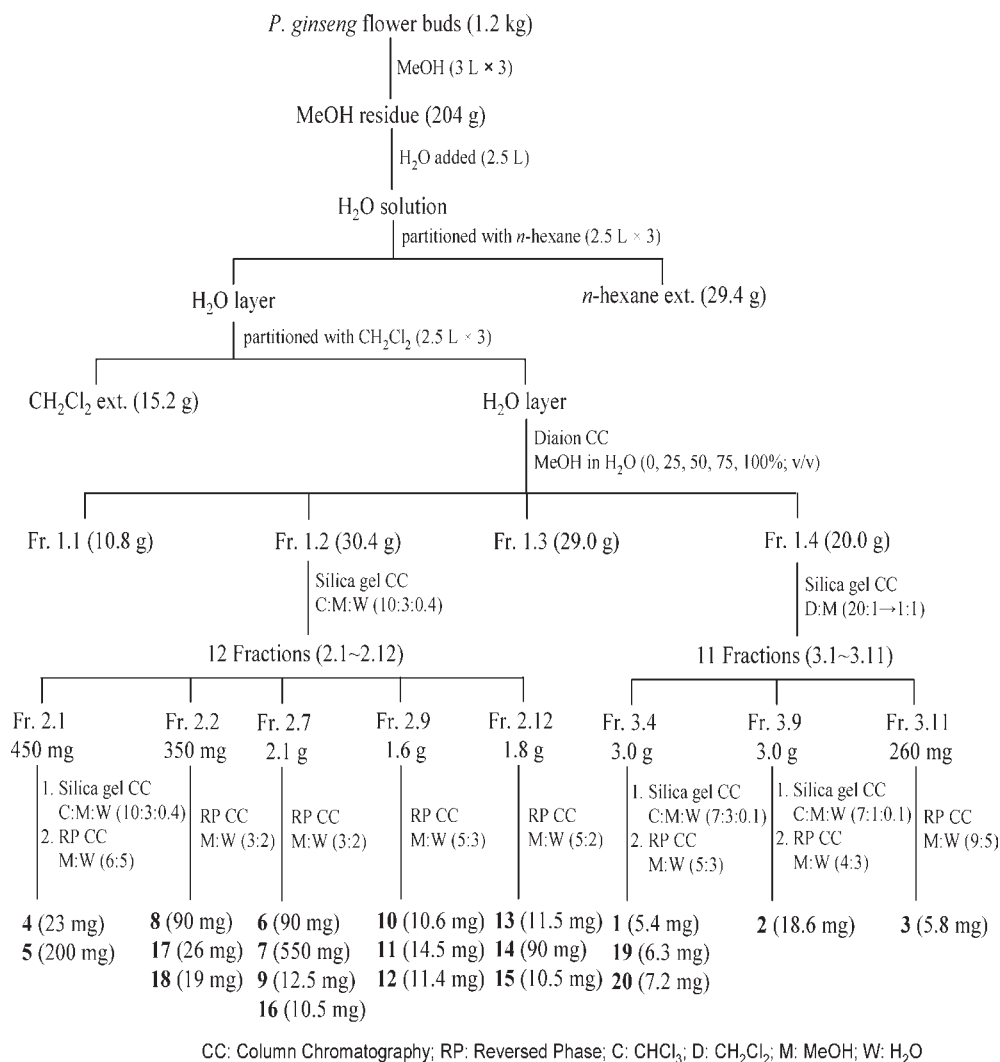 P. ginseng flower buds (1.2 kg)
MeOH (3 L × 3)
MeOH residue (204 g)
H₂O added (2.5 L)
H₂O solution
partitioned with n-hexane (2.5 L × 3)
H₂O layer
n-hexane ext. (29.4 g)
partitioned with CH₂Cl₂ (2.5 L × 3)
CH₂Cl₂ ext. (15.2 g)
H₂O layer
Diaion CC
MeOH in H₂O (0, 25, 50, 75, 100%; v/v)
Fr. 1.1 (10.8 g)
Fr. 1.2 (30.4 g)
Fr. 1.3 (29.0 g)
Fr. 1.4 (20.0 g)
Silica gel CC
C:M:W (10:3:0.4)
Silica gel CC
D:M (20:1→1:1)
12 Fractions (2.1~2.12)
11 Fractions (3.1~3.11)
Fr. 2.1
450 mg
Fr. 2.2
350 mg
Fr. 2.7
2.1 g
Fr. 2.9
1.6 g
Fr. 2.12
1.8 g
Fr. 3.4
3.0 g
Fr. 3.9
3.0 g
Fr. 3.11
260 mg
1. Silica gel CC
C:M:W (10:3:0.4)
2. RP CC
M:W (6:5)
RP CC
M:W (3:2)
RP CC
M:W (3:2)
RP CC
M:W (5:3)
RP CC
M:W (5:2)
1. Silica gel CC
C:M:W (7:3:0.1)
2. RP CC
M:W (5:3)
1. Silica gel CC
C:M:W (7:1:0.1)
2. RP CC
M:W (4:3)
RP CC
M:W (9:5)
4 (23 mg)
5 (200 mg)
8 (90 mg)
17 (26 mg)
18 (19 mg)
6 (90 mg)
7 (550 mg)
9 (12.5 mg)
16 (10.5 mg)
10 (10.6 mg)
11 (14.5 mg)
12 (11.4 mg)
13 (11.5 mg)
14 (90 mg)
15 (10.5 mg)
1 (5.4 mg)
19 (6.3 mg)
20 (7.2 mg)
2 (18.6 mg)
3 (5.8 mg)
CC: Column Chromatography; RP: Reversed Phase; C: CHCl₃; D: CH₂Cl₂; M: MeOH; W: H₂O